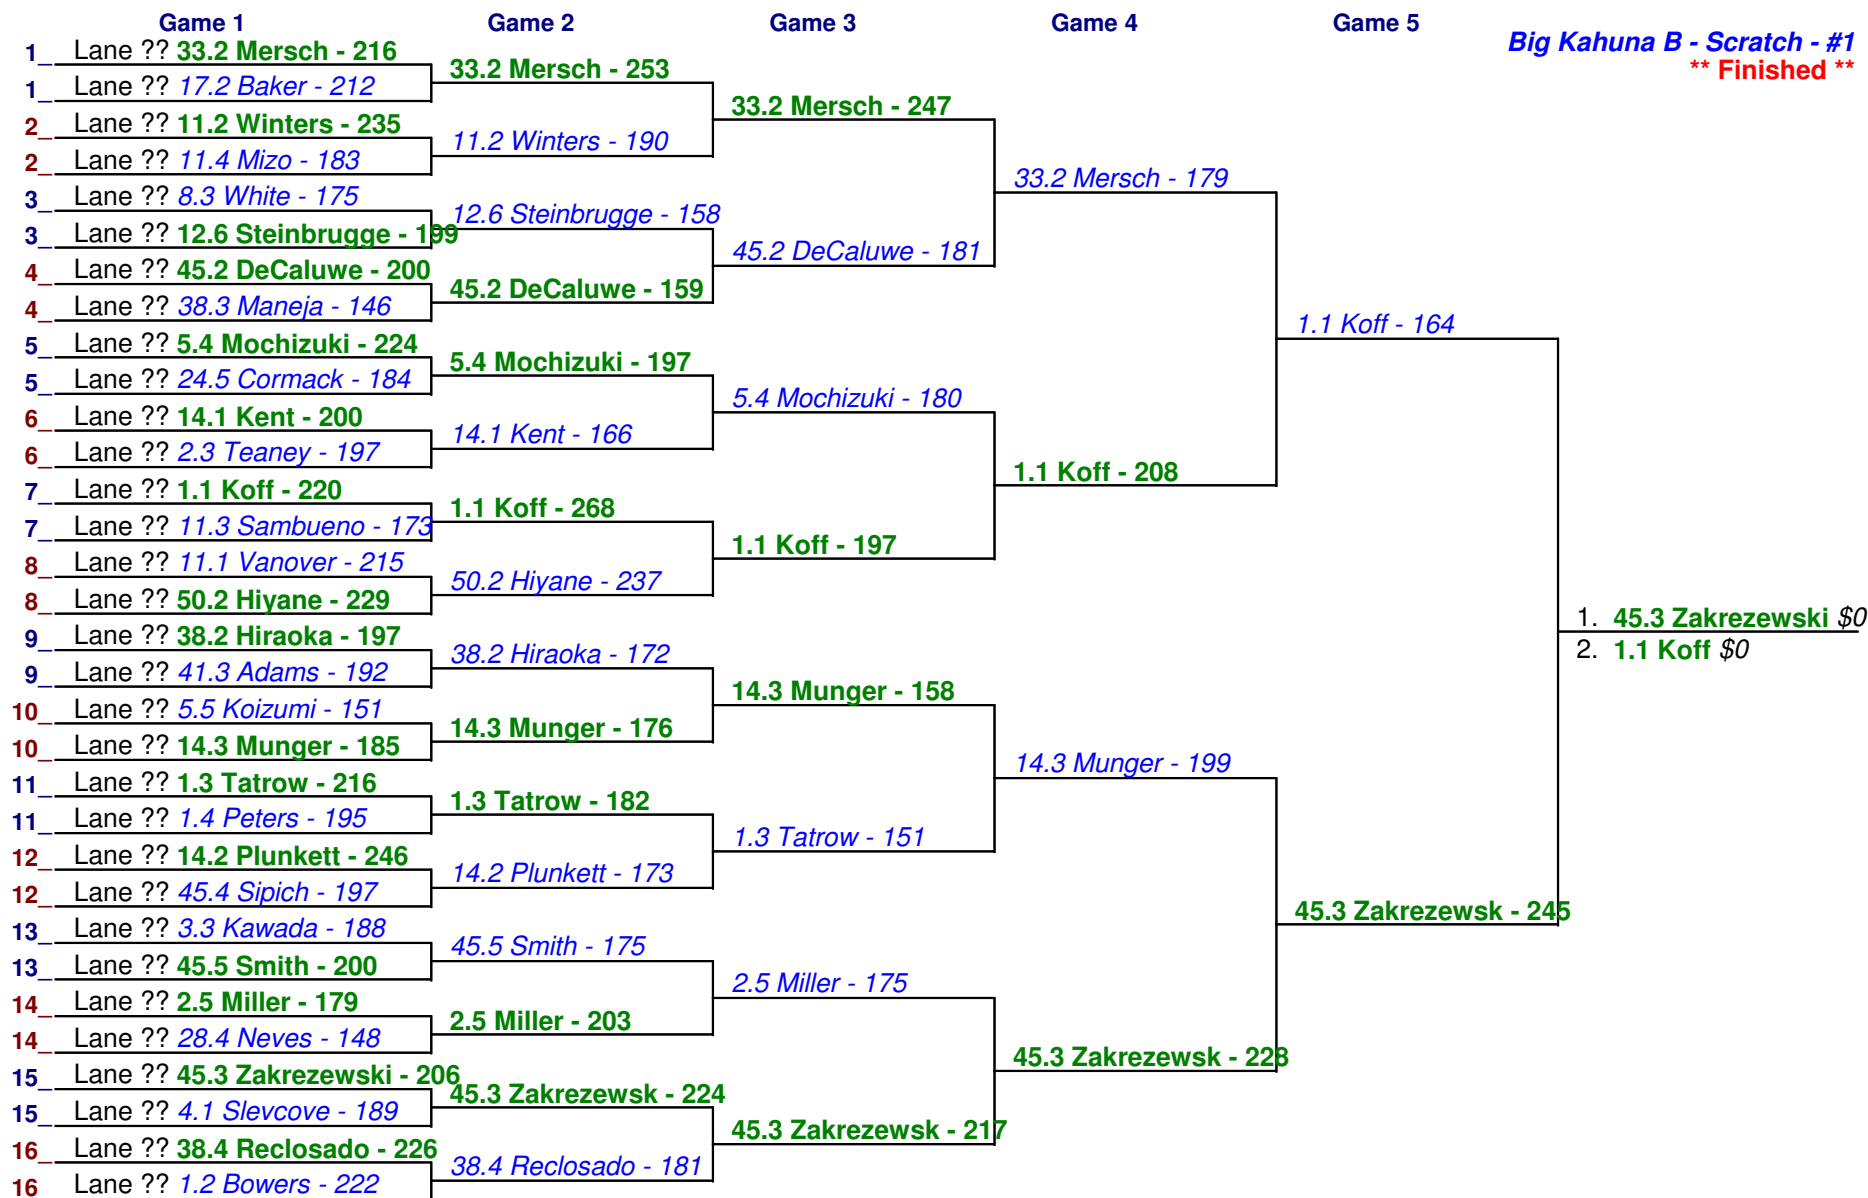 Game 1
Game 2
Game 3
Game 4
Game 5
Big Kahuna B - Scratch - #1
** Finished **
1_ Lane ?? 33.2 Mersch - 216
1_ Lane ?? 17.2 Baker - 212
2_ Lane ?? 11.2 Winters - 235
2_ Lane ?? 11.4 Mizo - 183
3_ Lane ?? 8.3 White - 175
3_ Lane ?? 12.6 Steinbrugge - 199
4_ Lane ?? 45.2 DeCaluwe - 200
4_ Lane ?? 38.3 Maneja - 146
5_ Lane ?? 5.4 Mochizuki - 224
5_ Lane ?? 24.5 Cormack - 184
6_ Lane ?? 14.1 Kent - 200
6_ Lane ?? 2.3 Teaney - 197
7_ Lane ?? 1.1 Koff - 220
7_ Lane ?? 11.3 Sambueno - 173
8_ Lane ?? 11.1 Vanover - 215
8_ Lane ?? 50.2 Hiyane - 229
9_ Lane ?? 38.2 Hiraoka - 197
9_ Lane ?? 41.3 Adams - 192
10_ Lane ?? 5.5 Koizumi - 151
10_ Lane ?? 14.3 Munger - 185
11_ Lane ?? 1.3 Tatrow - 216
11_ Lane ?? 1.4 Peters - 195
12_ Lane ?? 14.2 Plunkett - 246
12_ Lane ?? 45.4 Sipich - 197
13_ Lane ?? 3.3 Kawada - 188
13_ Lane ?? 45.5 Smith - 200
14_ Lane ?? 2.5 Miller - 179
14_ Lane ?? 28.4 Neves - 148
15_ Lane ?? 45.3 Zakrezewski - 206
15_ Lane ?? 4.1 Slevcove - 189
16_ Lane ?? 38.4 Reclosado - 226
16 Lane ?? 1.2 Bowers - 222
33.2 Mersch - 253
11.2 Winters - 190
12.6 Steinbrugge - 158
45.2 DeCaluwe - 159
5.4 Mochizuki - 197
14.1 Kent - 166
1.1 Koff - 268
50.2 Hiyane - 237
38.2 Hiraoka - 172
14.3 Munger - 176
1.3 Tatrow - 182
14.2 Plunkett - 173
45.5 Smith - 175
2.5 Miller - 203
45.3 Zakrezewsk - 224
38.4 Reclosado - 181
33.2 Mersch - 247
45.2 DeCaluwe - 181
5.4 Mochizuki - 180
1.1 Koff - 197
14.3 Munger - 158
1.3 Tatrow - 151
2.5 Miller - 175
45.3 Zakrezewsk - 217
33.2 Mersch - 179
1.1 Koff - 208
14.3 Munger - 199
45.3 Zakrezewsk - 228
1.1 Koff - 164
45.3 Zakrezewsk - 245
1. 45.3 Zakrezewski $0
2. 1.1 Koff $0